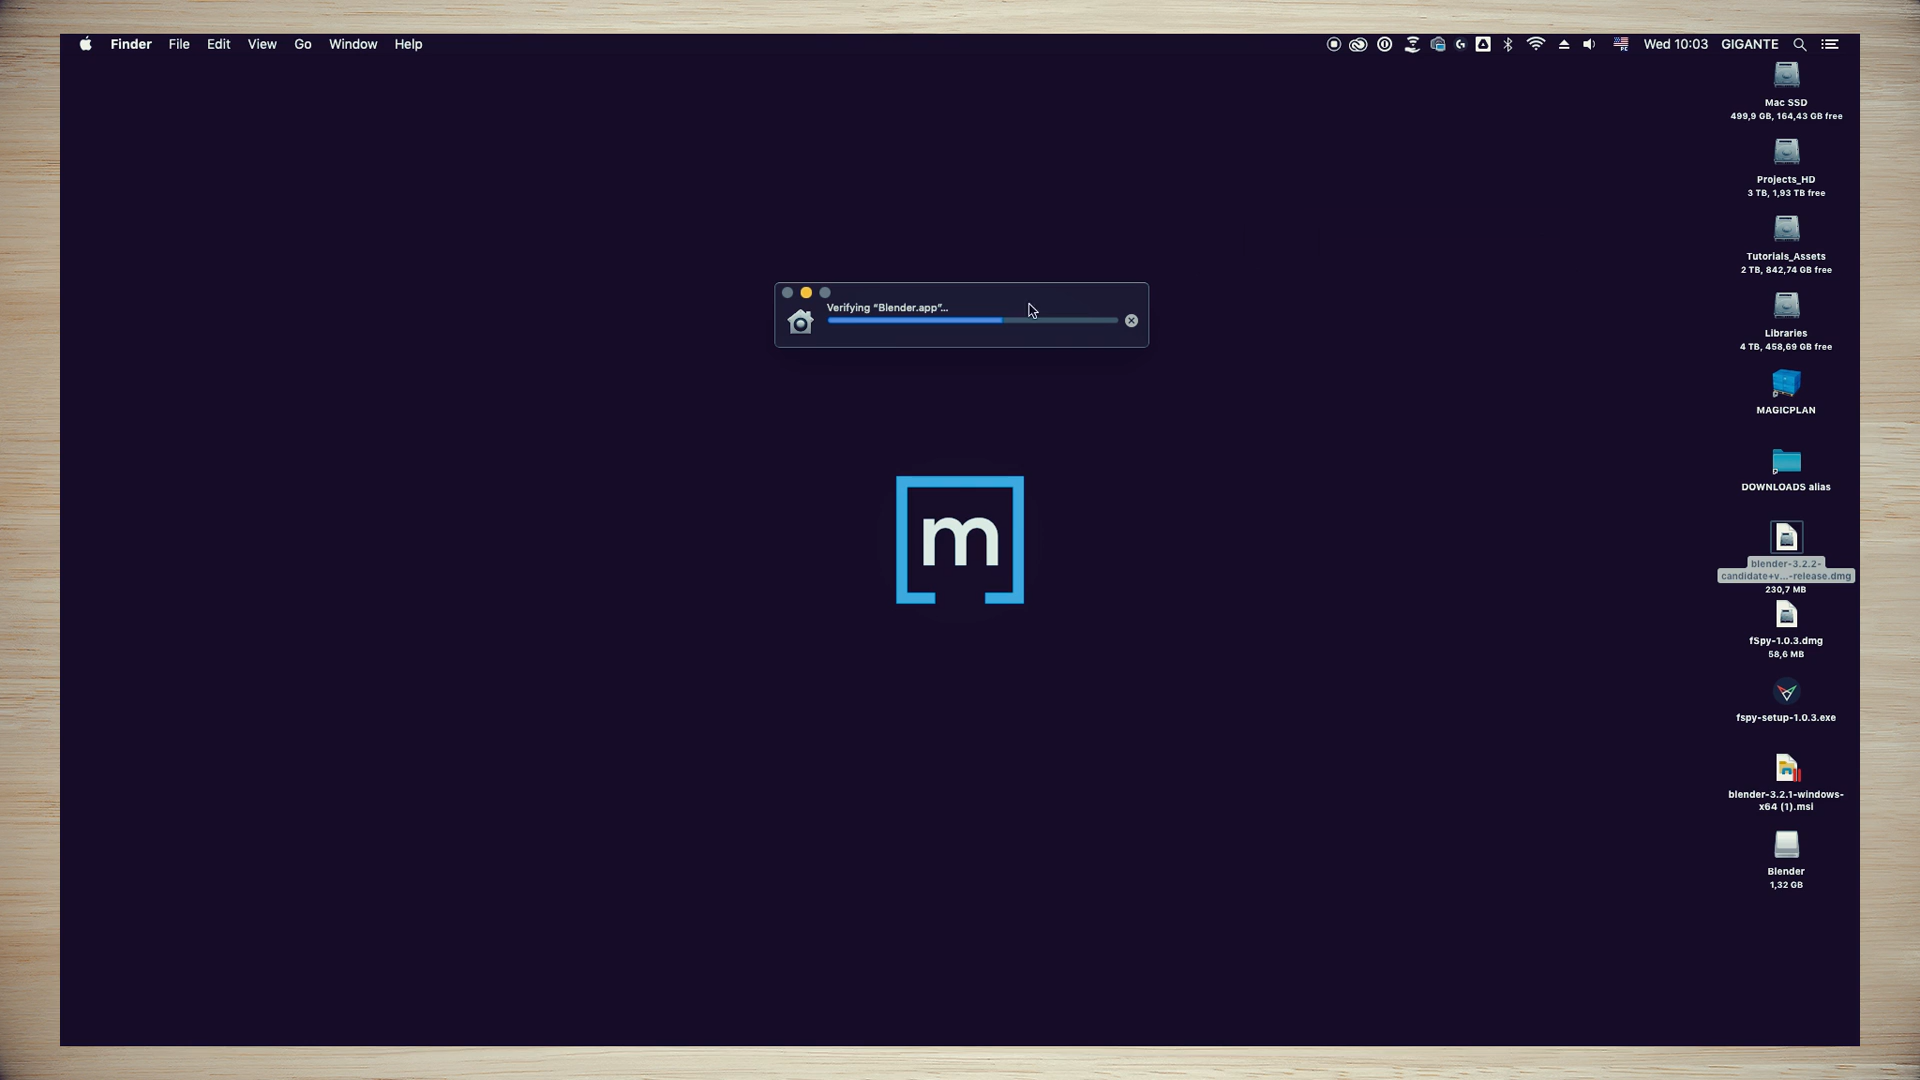 Finder File Edit View Go Window Help
Wed 10:03 GIGANTE
Mac SSD
499,9 GB, 164,43 GB free
Projects_HD
3 TB, 1,93 TB free
Tutorials_Assets
2 TB, 842,74 GB free
Verifying “Blender.app”...
Libraries
4 TB, 458,69 GB free
MAGICPLAN
DOWNLOADS alias
m
blender-3.2.2-
candidate+v...-release.dmg
230,7 MB
fSpy-1.0.3.dmg
58,6 MB
fspy-setup-1.0.3.exe
blender-3.2.1-windows-
x64 (1).msi
Blender
1,32 GB